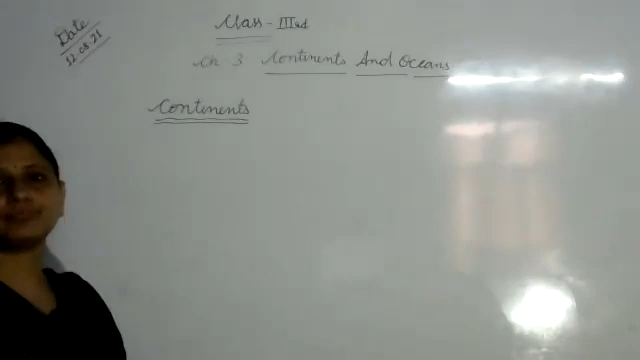 Date
12.08.21
Class - IIIrd
Ch 3 Continents And Oceans
Continents